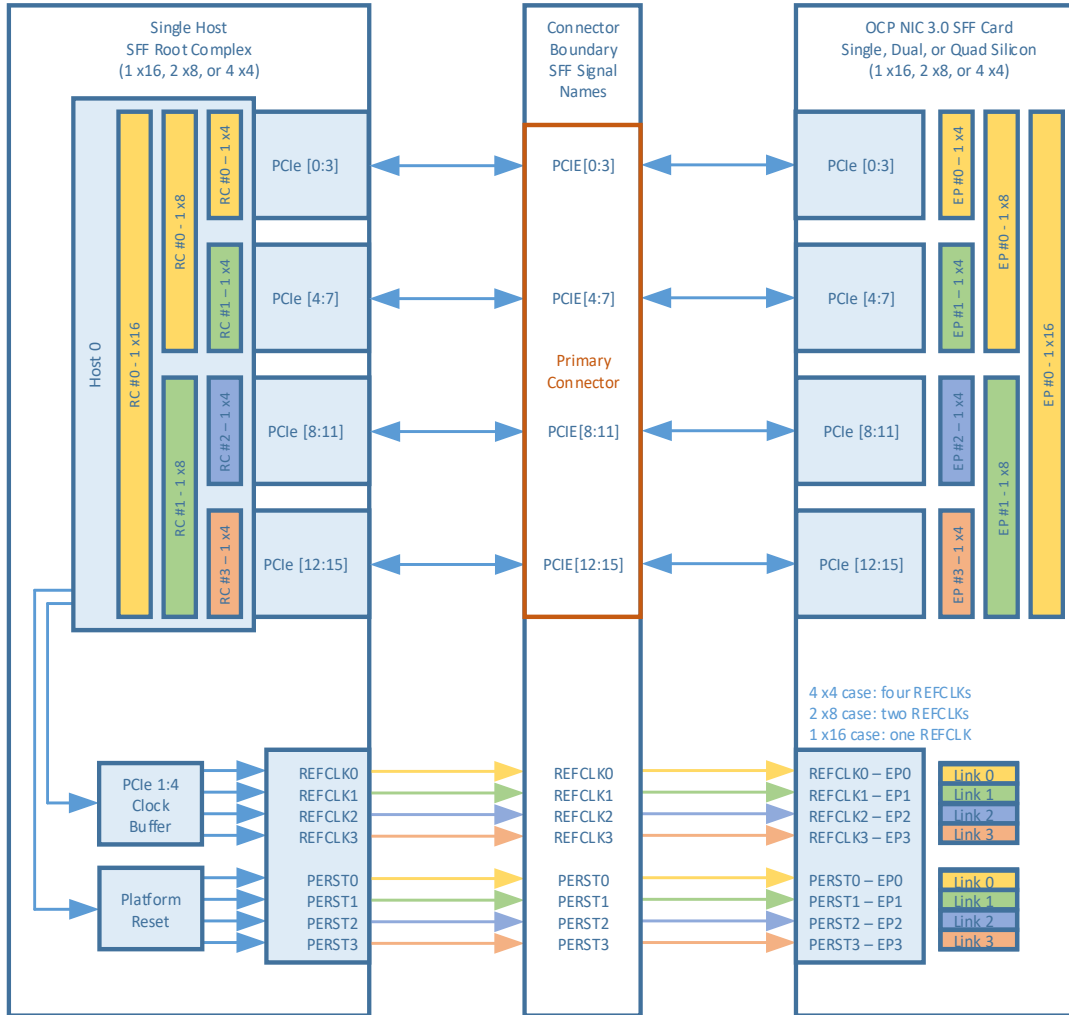 Single Host
SFF Root Complex
(1 x16, 2 x8, or 4 x4)
Connector
Boundary
SFF Signal
Names
OCP NIC 3.0 SFF Card
Single, Dual, or Quad Silicon
(1 x16, 2 x8, or 4 x4)
Host 0
RC #0 - 1 x16
RC #0 - 1 x8
RC #1 - 1 x8
RC #0 – 1 x4
RC #1 – 1 x4
RC #2 – 1 x4
RC #3 – 1 x4
PCIe [0:3]
PCIe [4:7]
PCIe [8:11]
PCIe [12:15]
PCIE[0:3]
PCIE[4:7]
Primary
Connector
PCIE[8:11]
PCIE[12:15]
PCIe [0:3]
PCIe [4:7]
PCIe [8:11]
PCIe [12:15]
EP #0 – 1 x4
EP #1 – 1 x4
EP #2 – 1 x4
EP #3 – 1 x4
EP #0 - 1 x8
EP #1 - 1 x8
EP #0 - 1 x16
4 x4 case: four REFCLKs
2 x8 case: two REFCLKs
1 x16 case: one REFCLK
PCIe 1:4
Clock
Buffer
Platform
Reset
REFCLK0
REFCLK1
REFCLK2
REFCLK3
PERST0
PERST1
PERST2
PERST3
REFCLK0
REFCLK1
REFCLK2
REFCLK3
PERST0
PERST1
PERST2
PERST3
REFCLK0 – EP0
REFCLK1 – EP1
REFCLK2 – EP2
REFCLK3 – EP3
PERST0 – EP0
PERST1 – EP1
PERST2 – EP2
PERST3 – EP3
Link 0
Link 1
Link 2
Link 3
Link 0
Link 1
Link 2
Link 3